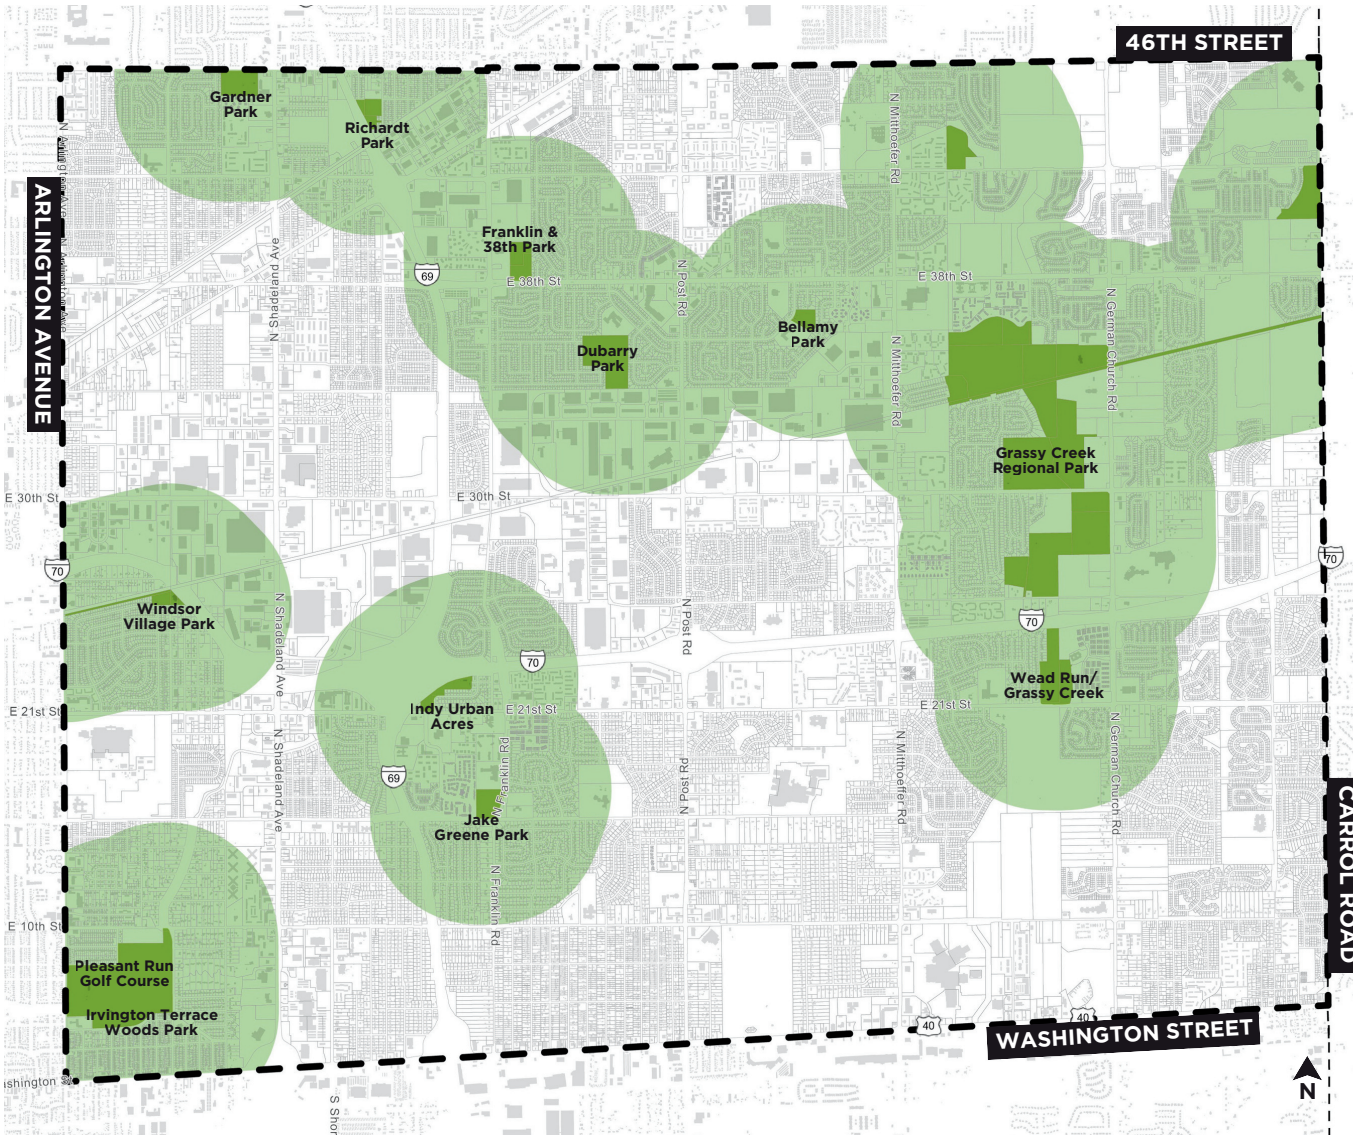 46TH STREET
Gardner
Park
Richardt
Park
N Mitthoefer Rd
ARLINGTON AVENUE
Franklin &
38th Park
N Shadeland Ave
69
E 38th St
N Post Rd
E 38th St
N German Church Rd
Bellamy
Park
Dubarry
Park
N Mitthoefer Rd
Grassy Creek
Regional Park
E 30th St
E 30th St
70
70
Windsor
Village Park
N Shadeland Ave
N Post Rd
70
70
Wead Run/
Grassy Creek
Indy Urban
Acres
E 21st St
E 21st St
E 21st St
N Shadeland Ave
N Franklin Rd
N Post Rd
N Mitthoeffer Rd
N German Church Rd
69
Jake
Greene Park
CARROL ROAD
N Franklin Rd
E 10th St
Pleasant Run
Golf Course
Irvington Terrace
Woods Park
40
40
WASHINGTON STREET
ashington St
N
S Shor